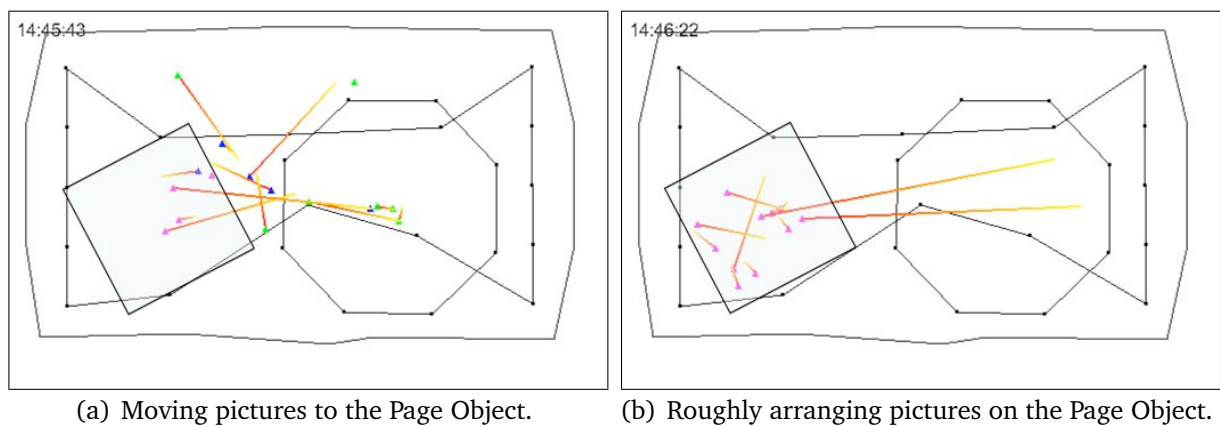 14:45:43
14:46:22
(a) Moving pictures to the Page Object.
(b) Roughly arranging pictures on the Page Object.